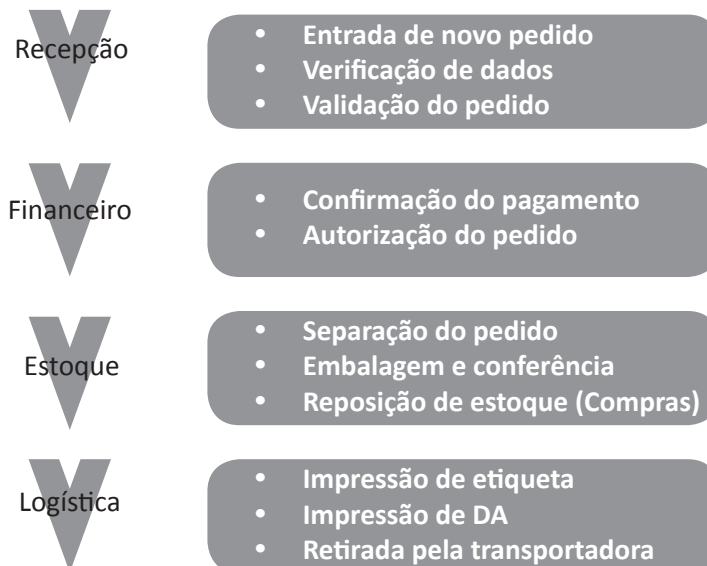 Recepção
• Entrada de novo pedido
• Verificação de dados
• Validação do pedido
Financeiro
• Confirmação do pagamento
• Autorização do pedido
Estoque
• Separação do pedido
• Embalagem e conferência
• Reposição de estoque (Compras)
Logística
• Impressão de etiqueta
• Impressão de DA
• Retirada pela transportadora